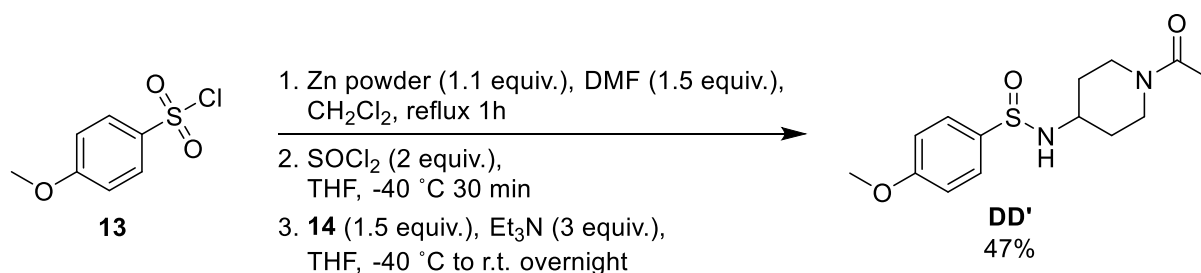 O
O
S
Cl
O
O
13
1. Zn powder (1.1 equiv.), DMF (1.5 equiv.),
CH₂Cl₂, reflux 1h
2. SOCl₂ (2 equiv.),
THF, -40 ˚C 30 min
3. 14 (1.5 equiv.), Et₃N (3 equiv.),
THF, -40 ˚C to r.t. overnight
O
N
O
S
N
H
O
DD'
47%